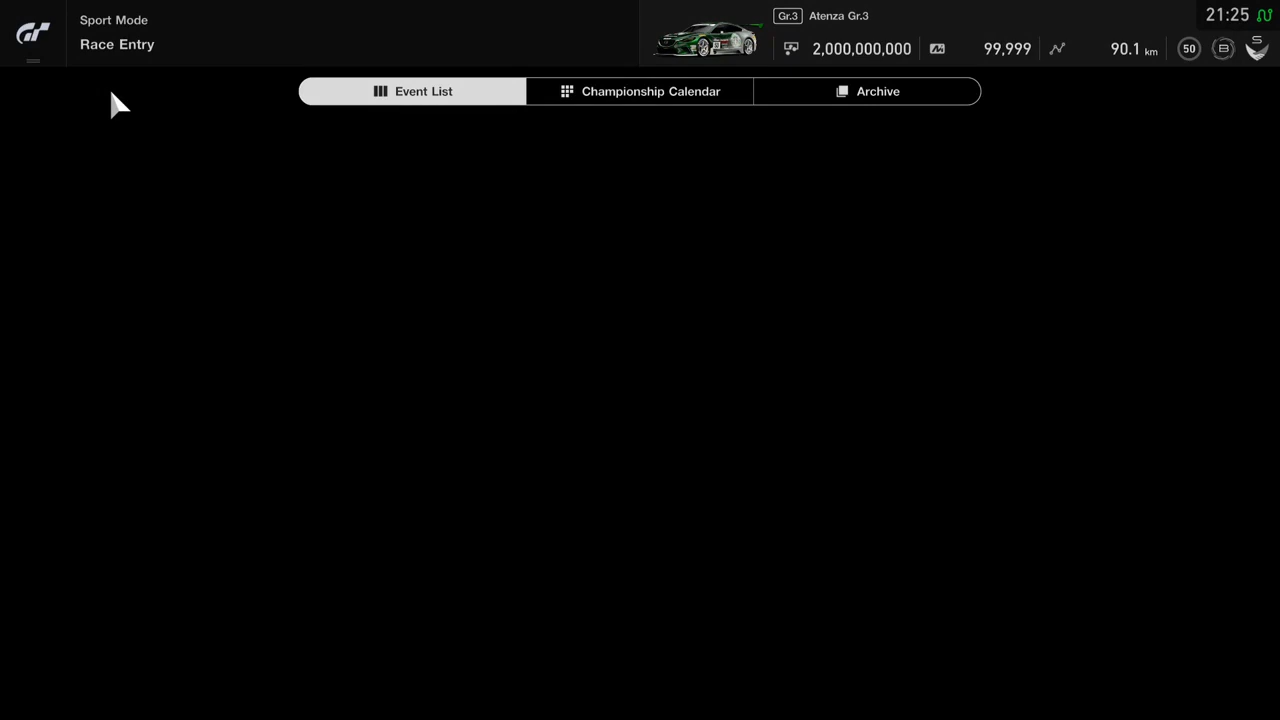 Sport Mode
Race Entry
Gr.3 Atenza Gr.3
21:25
2,000,000,000 99,999 90.1 km 50 B S
Event List Championship Calendar Archive